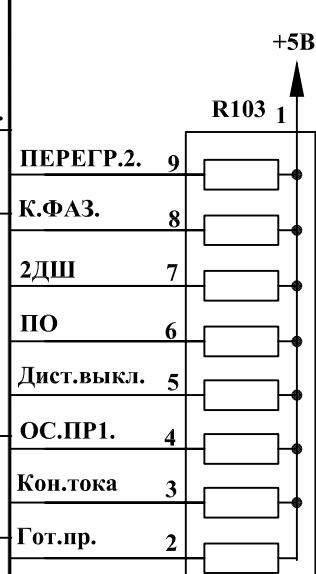 +5В
R103 1
ПЕРЕГР.2. 9
К.ФАЗ. 8
2ДШ 7
ПО 6
Дист.выкл. 5
ОС.ПР1. 4
Кон.тока 3
Гот.пр. 2